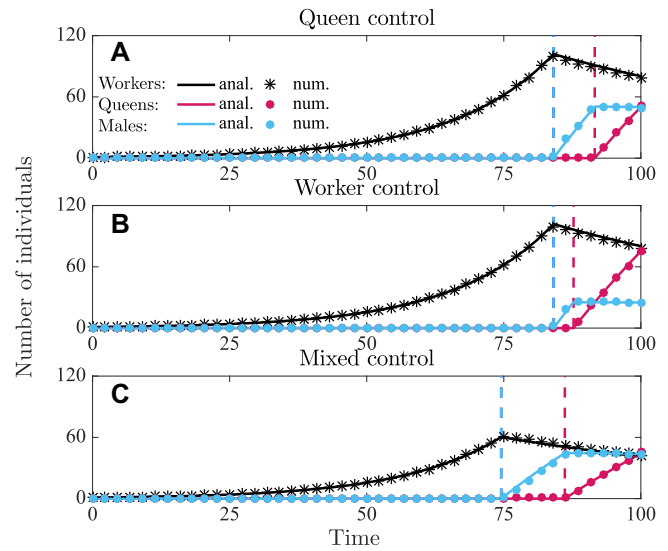 Queen control
A
120
60
0
Workers: anal. num.
Queens: anal. num.
Males: anal. num.
0 25 50 75 100
Worker control
B
120
60
0
0 25 50 75 100
Mixed control
C
120
60
0
0 25 50 75 100
Time
Number of individuals